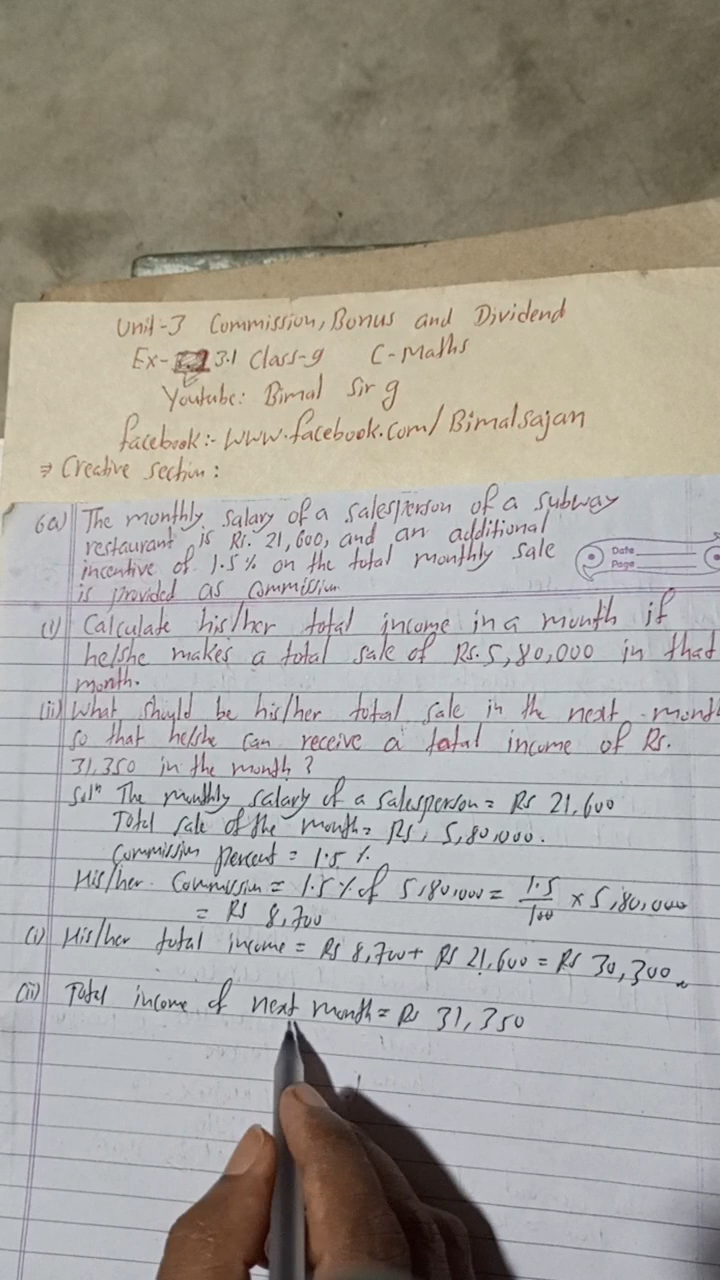 Unit-3 Commission, Bonus and Dividend
Ex- 3.1 Class-9 C-Maths
Youtube: Bimal Sir g
facebook:- www.facebook.com/Bimalsajan
⇒ Creative section:
6a) The monthly salary of a salesperson of a subway
restaurant is Rs. 21,600, and an additional
incentive of 1.5% on the total monthly sale
is provided as commission
Date
Page
(i) Calculate his/her total income in a month if
he/she makes a total sale of Rs. 5,80,000 in that
month.
(ii) What should be his/her total sale in the next month
so that he/she can receive a total income of Rs.
31,350 in the month?
Solⁿ The monthly salary of a salesperson = Rs 21,600
Total sale of the month = Rs, 5,80,000.
Commission percent = 1.5 %
His/her Commission = 1.5% of 5,80,000 = 1.5/100 × 5,80,000
= Rs 8,700
(i) His/her total income = Rs 8,700 + Rs 21,600 = Rs 30,300
(ii) Total income of next month = Rs 31,350